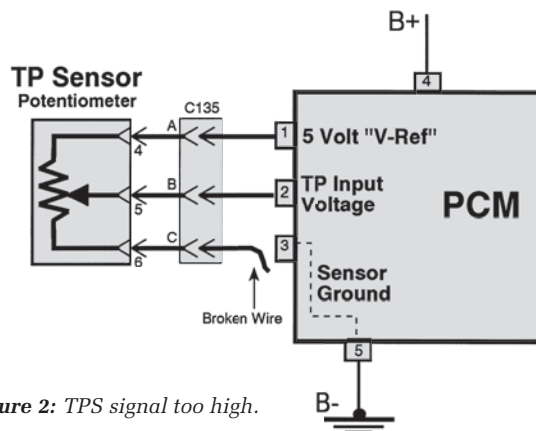 B+
TP Sensor
Potentiometer
C135
4
A
4
1
5 Volt "V-Ref"
B
5
2
TP Input
Voltage
PCM
C
6
3
Sensor
Ground
Broken Wire
5
ure 2: TPS signal too high.
B-